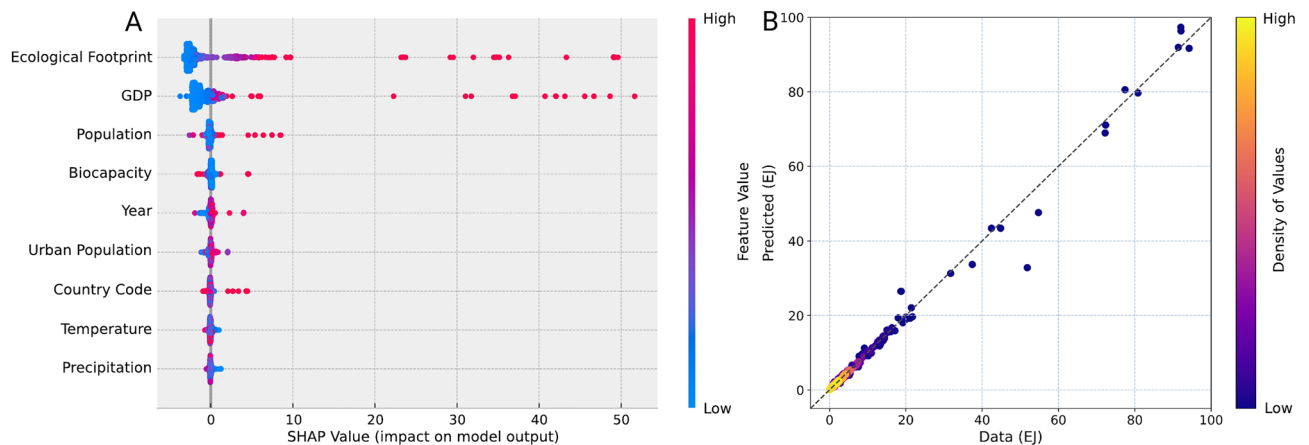 A
Ecological Footprint
GDP
Population
Biocapacity
Year
Urban Population
Country Code
Temperature
Precipitation
0
10
20
30
40
50
SHAP Value (impact on model output)
High
Low
Feature Value
B
100
80
60
40
20
0
Predicted (EJ)
0
20
40
60
80
100
Data (EJ)
High
Low
Density of Values